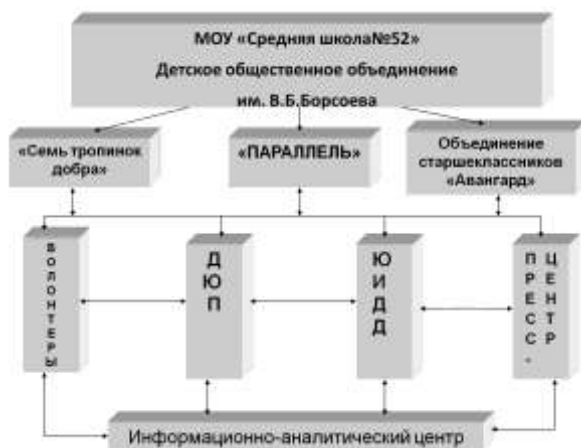 МОУ «Средняя школа№52»
Детское общественное объединение
им. В.Б.Борсоева
«Семь тропинок
добра»
«ПАРАЛЛЕЛЬ»
Объединение
старшеклассников
«Авангард»
ВОЛОНТЕРЫ
ДЮП
ЮИДД
ПРЕСС-
ЦЕНТР
Информационно-аналитический центр